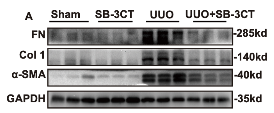 A Sham SB-3CT UUO UUO+SB-3CT
FN -285kd
Col 1 -140kd
α-SMA -40kd
GAPDH -35kd